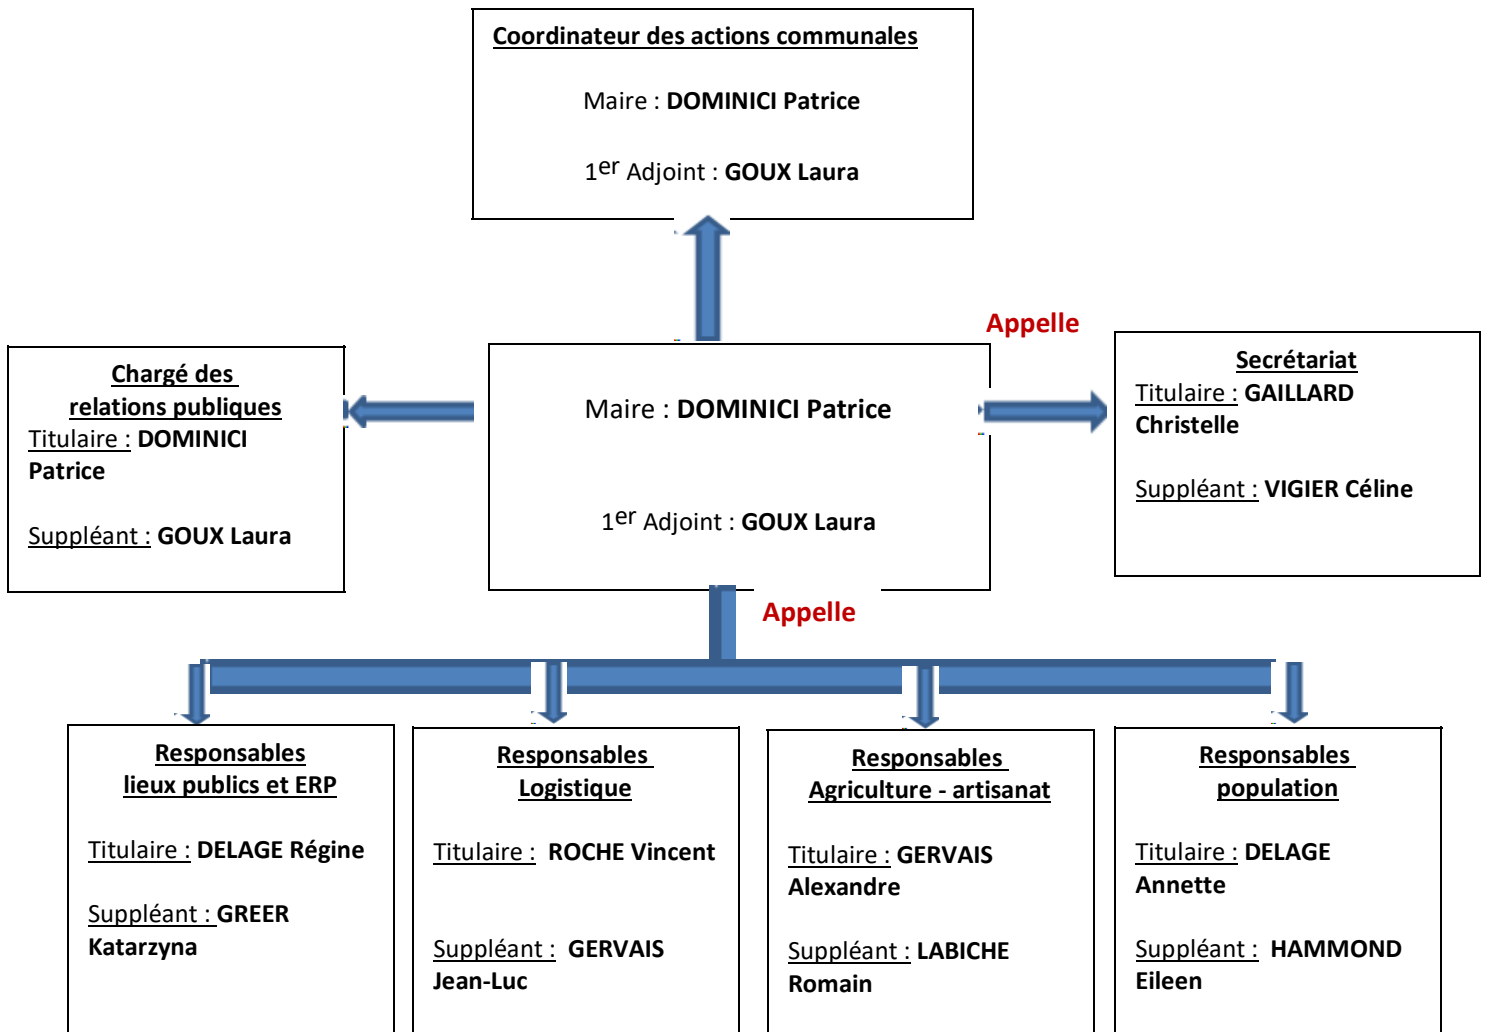 Coordinateur des actions communales
Maire : DOMINICI Patrice
1er Adjoint : GOUX Laura
Appelle
Chargé des
relations publiques
Titulaire : DOMINICI
Patrice
Suppléant : GOUX Laura
Maire : DOMINICI Patrice
1er Adjoint : GOUX Laura
Secrétariat
Titulaire : GAILLARD
Christelle
Suppléant : VIGIER Céline
Appelle
Responsables
lieux publics et ERP
Titulaire : DELAGE Régine
Suppléant : GREER
Katarzyna
Responsables
Logistique
Titulaire : ROCHE Vincent
Suppléant : GERVAIS
Jean-Luc
Responsables
Agriculture - artisanat
Titulaire : GERVAIS
Alexandre
Suppléant : LABICHE
Romain
Responsables
population
Titulaire : DELAGE
Annette
Suppléant : HAMMOND
Eileen